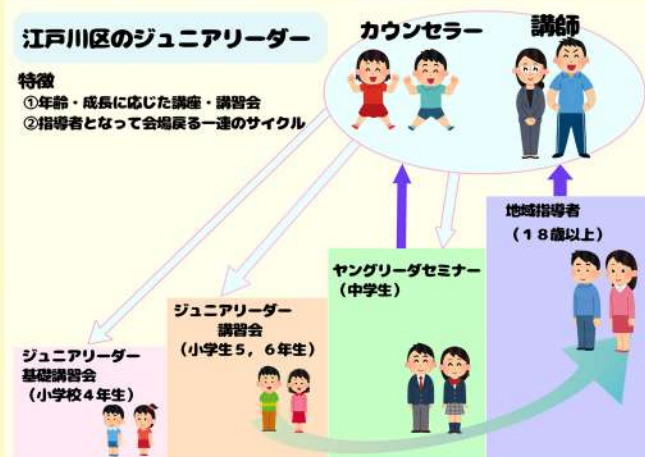 江戸川区のジュニアリーダー
特徴
①年齢・成長に応じた講座・講習会
②指導者となって会場戻る一連のサイクル
カウンセラー
講師
地域指導者
(18歳以上)
ヤングリーダセミナー
(中学生)
ジュニアリーダー
講習会
(小学生5,6年生)
ジュニアリーダー
基礎講習会
(小学校4年生)